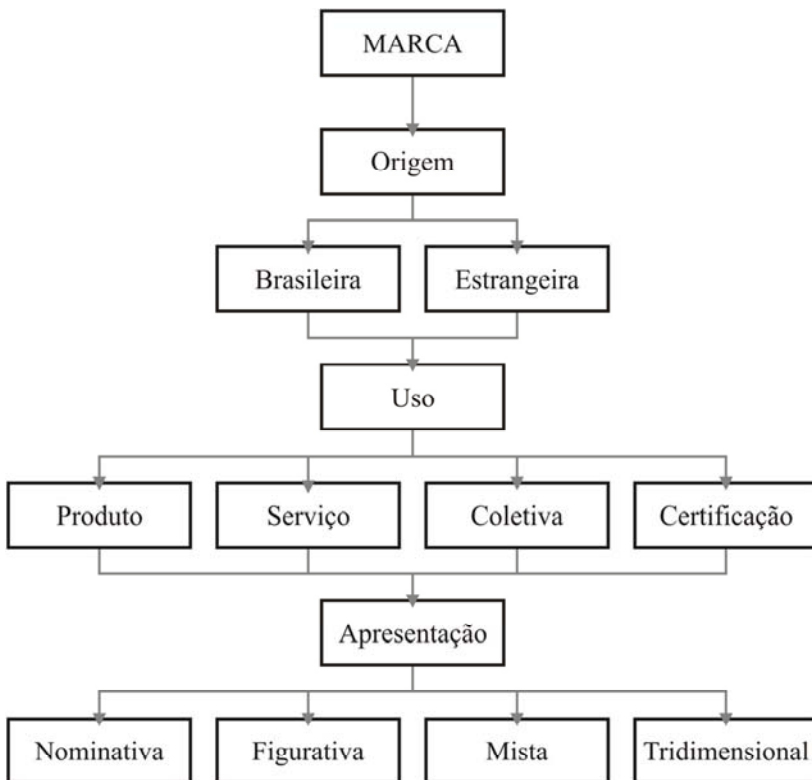 MARCA
Origem
Brasileira
Estrangeira
Uso
Produto
Serviço
Coletiva
Certificação
Apresentação
Nominativa
Figurativa
Mista
Tridimensional